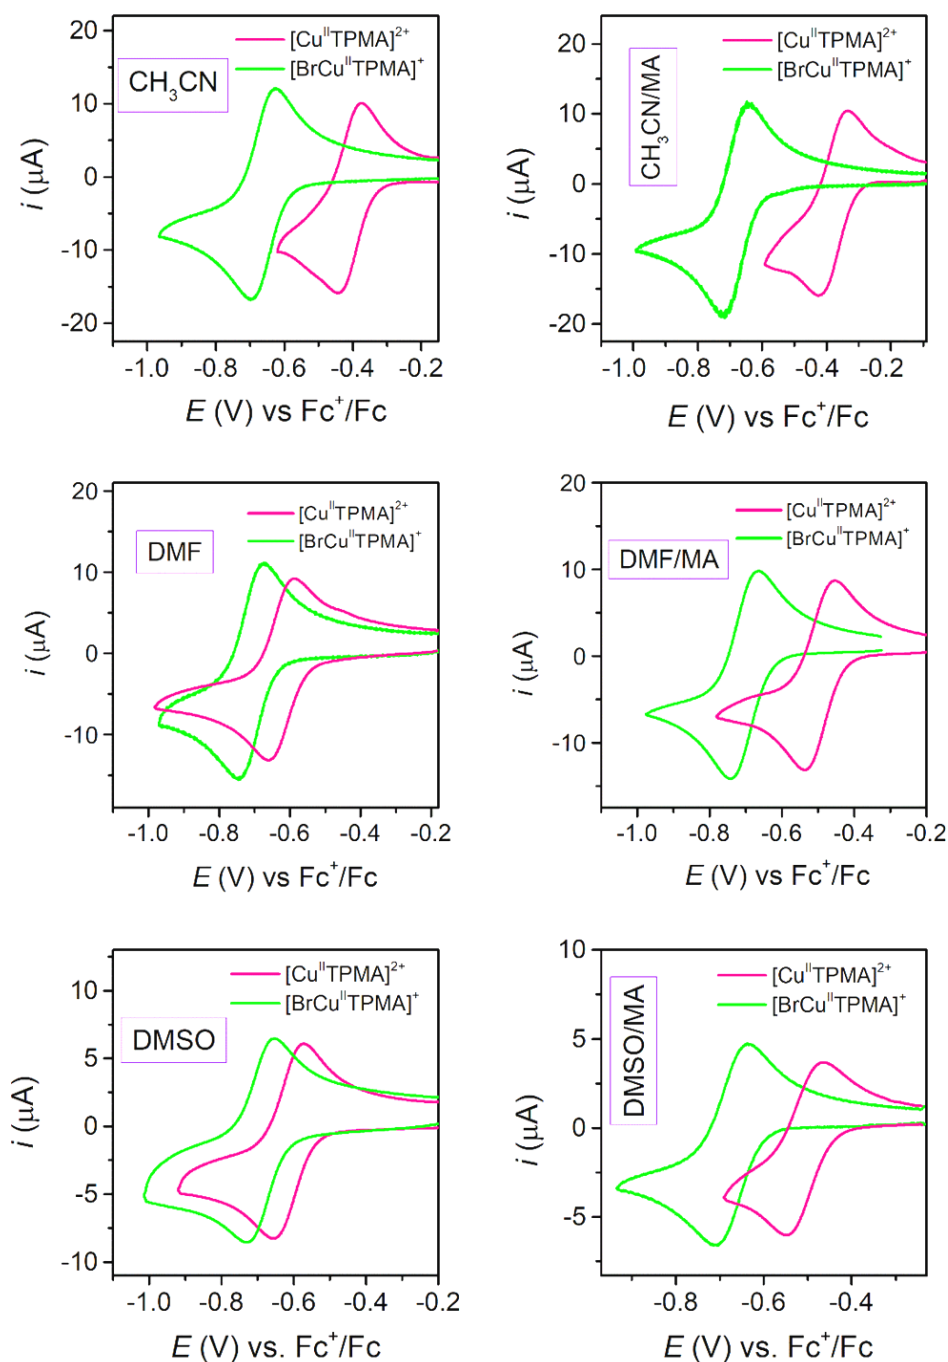 [CuᴵᴵTPMA]²⁺
[BrCuᴵᴵTPMA]⁺
CH₃CN
20
10
0
-10
-20
i (μA)
-1.0 -0.8 -0.6 -0.4 -0.2
E (V) vs Fc⁺/Fc
[CuᴵᴵTPMA]²⁺
[BrCuᴵᴵTPMA]⁺
CH₃CN/MA
20
10
0
-10
-20
i (μA)
-1.0 -0.8 -0.6 -0.4 -0.2
E (V) vs Fc⁺/Fc
[CuᴵᴵTPMA]²⁺
[BrCuᴵᴵTPMA]⁺
DMF
20
10
0
-10
i (μA)
-1.0 -0.8 -0.6 -0.4 -0.2
E (V) vs Fc⁺/Fc
[CuᴵᴵTPMA]²⁺
[BrCuᴵᴵTPMA]⁺
DMF/MA
20
10
0
-10
i (μA)
-1.0 -0.8 -0.6 -0.4 -0.2
E (V) vs Fc⁺/Fc
[CuᴵᴵTPMA]²⁺
[BrCuᴵᴵTPMA]⁺
DMSO
10
5
0
-5
-10
i (μA)
-1.0 -0.8 -0.6 -0.4 -0.2
E (V) vs. Fc⁺/Fc
[CuᴵᴵTPMA]²⁺
[BrCuᴵᴵTPMA]⁺
DMSO/MA
10
5
0
-5
i (μA)
-0.8 -0.6 -0.4
E (V) vs. Fc⁺/Fc